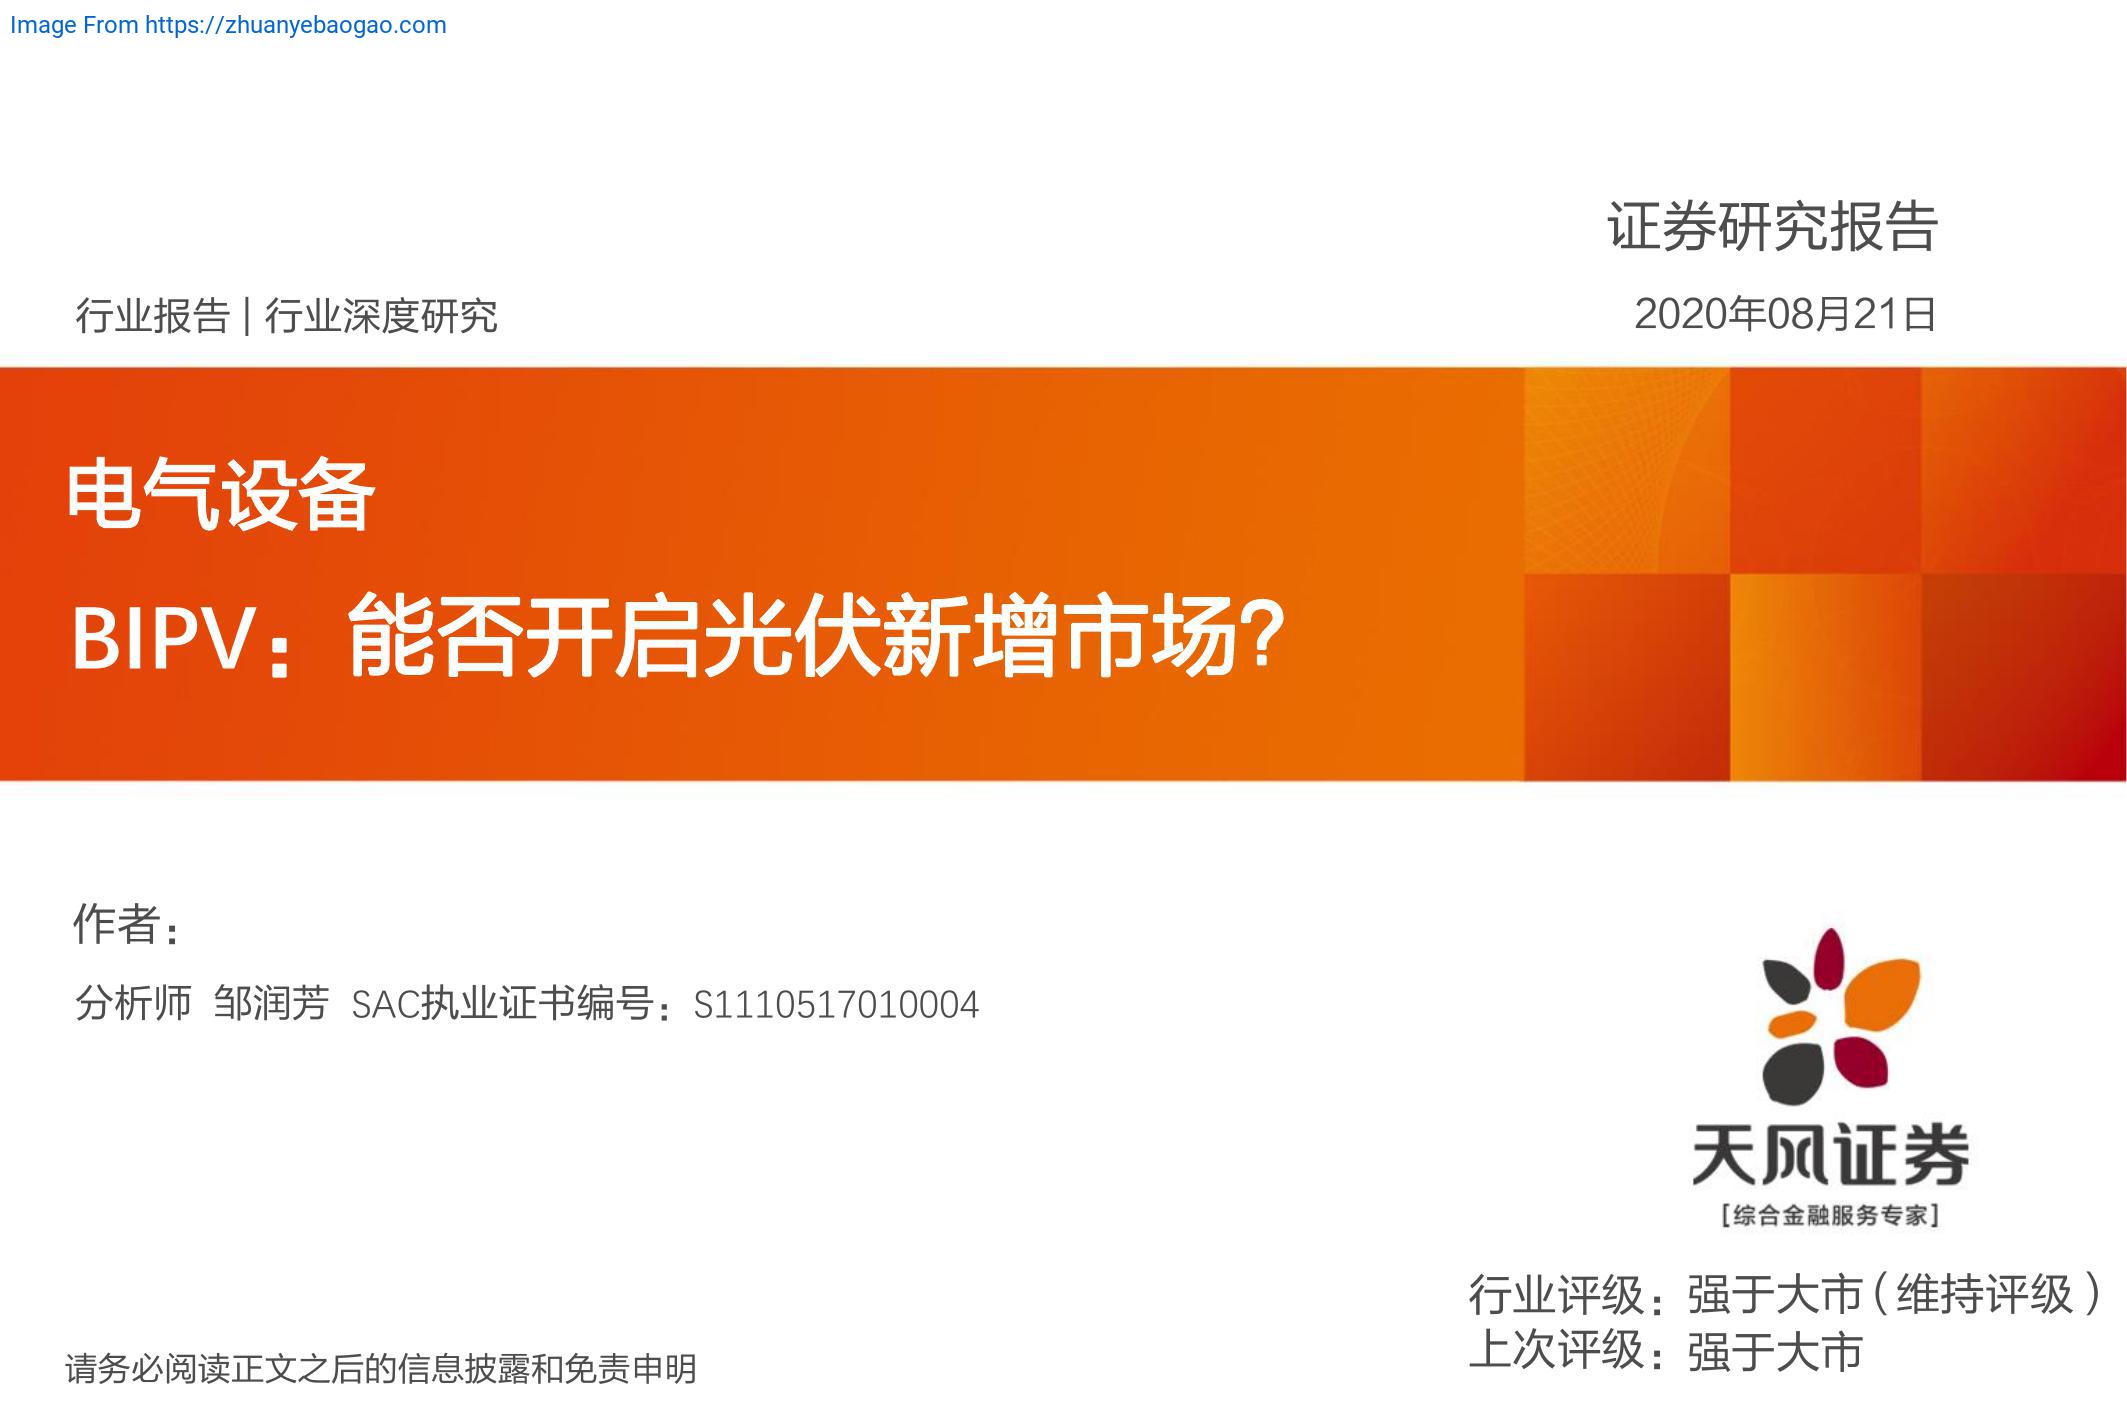 Image From https://zhuanyebaogao.com
证券研究报告
行业报告 | 行业深度研究
2020年08月21日
电气设备
BIPV：能否开启光伏新增市场？
作者：
分析师 邹润芳 SAC执业证书编号：S1110517010004
天风证券
[综合金融服务专家]
行业评级：强于大市（维持评级）
上次评级：强于大市
请务必阅读正文之后的信息披露和免责申明